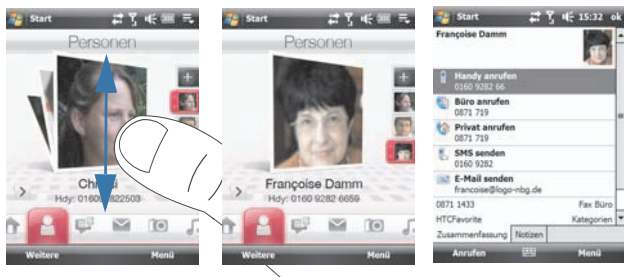 Start
Personen
Hdy: 0160
822503
Weitere
Menü
Start
Personen
Françoise Damm
Hdy: 0160 9282 6659
Weitere
Menü
Start
15:32
ok
Françoise Damm
Handy anrufen
0160 9282 66
Büro anrufen
0871 719
Privat anrufen
0871 719
SMS senden
0160 9282
E-Mail senden
francoise@logo-nbg.de
0871 1433
Fax Büro
HTCFavorite
Kategorien
Zusammenfassung
Notizen
Anrufen
Menü